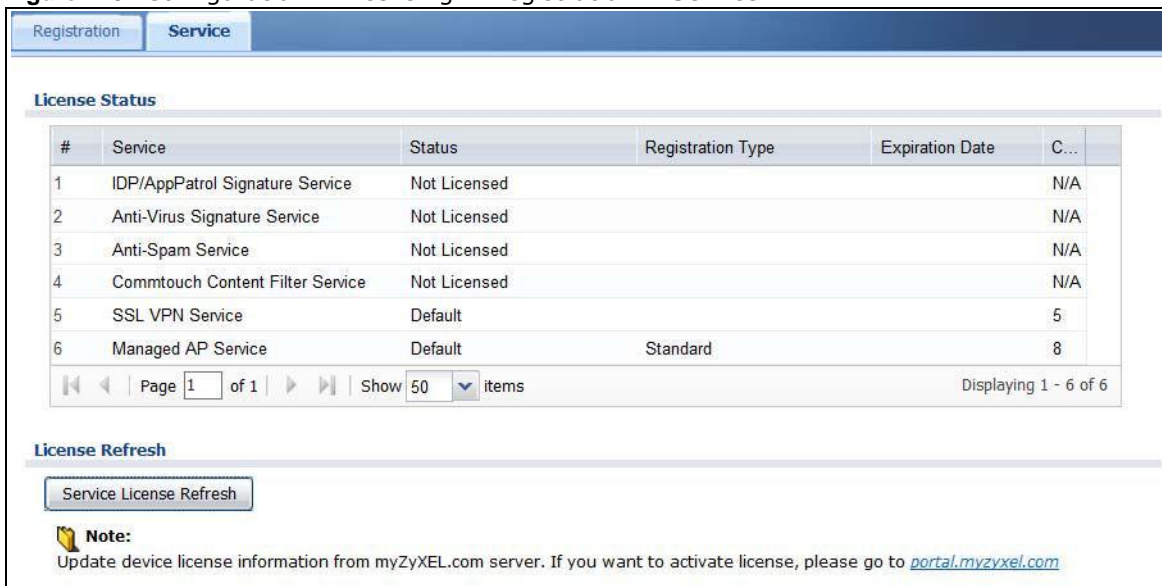 Registration Service
License Status
# Service Status Registration Type Expiration Date C...
1 IDP/AppPatrol Signature Service Not Licensed N/A
2 Anti-Virus Signature Service Not Licensed N/A
3 Anti-Spam Service Not Licensed N/A
4 Commtouch Content Filter Service Not Licensed N/A
5 SSL VPN Service Default 5
6 Managed AP Service Default Standard 8
Page 1 of 1 Show 50 items Displaying 1 - 6 of 6
License Refresh
Service License Refresh
Note:
Update device license information from myZyXEL.com server. If you want to activate license, please go to portal.myzyxel.com